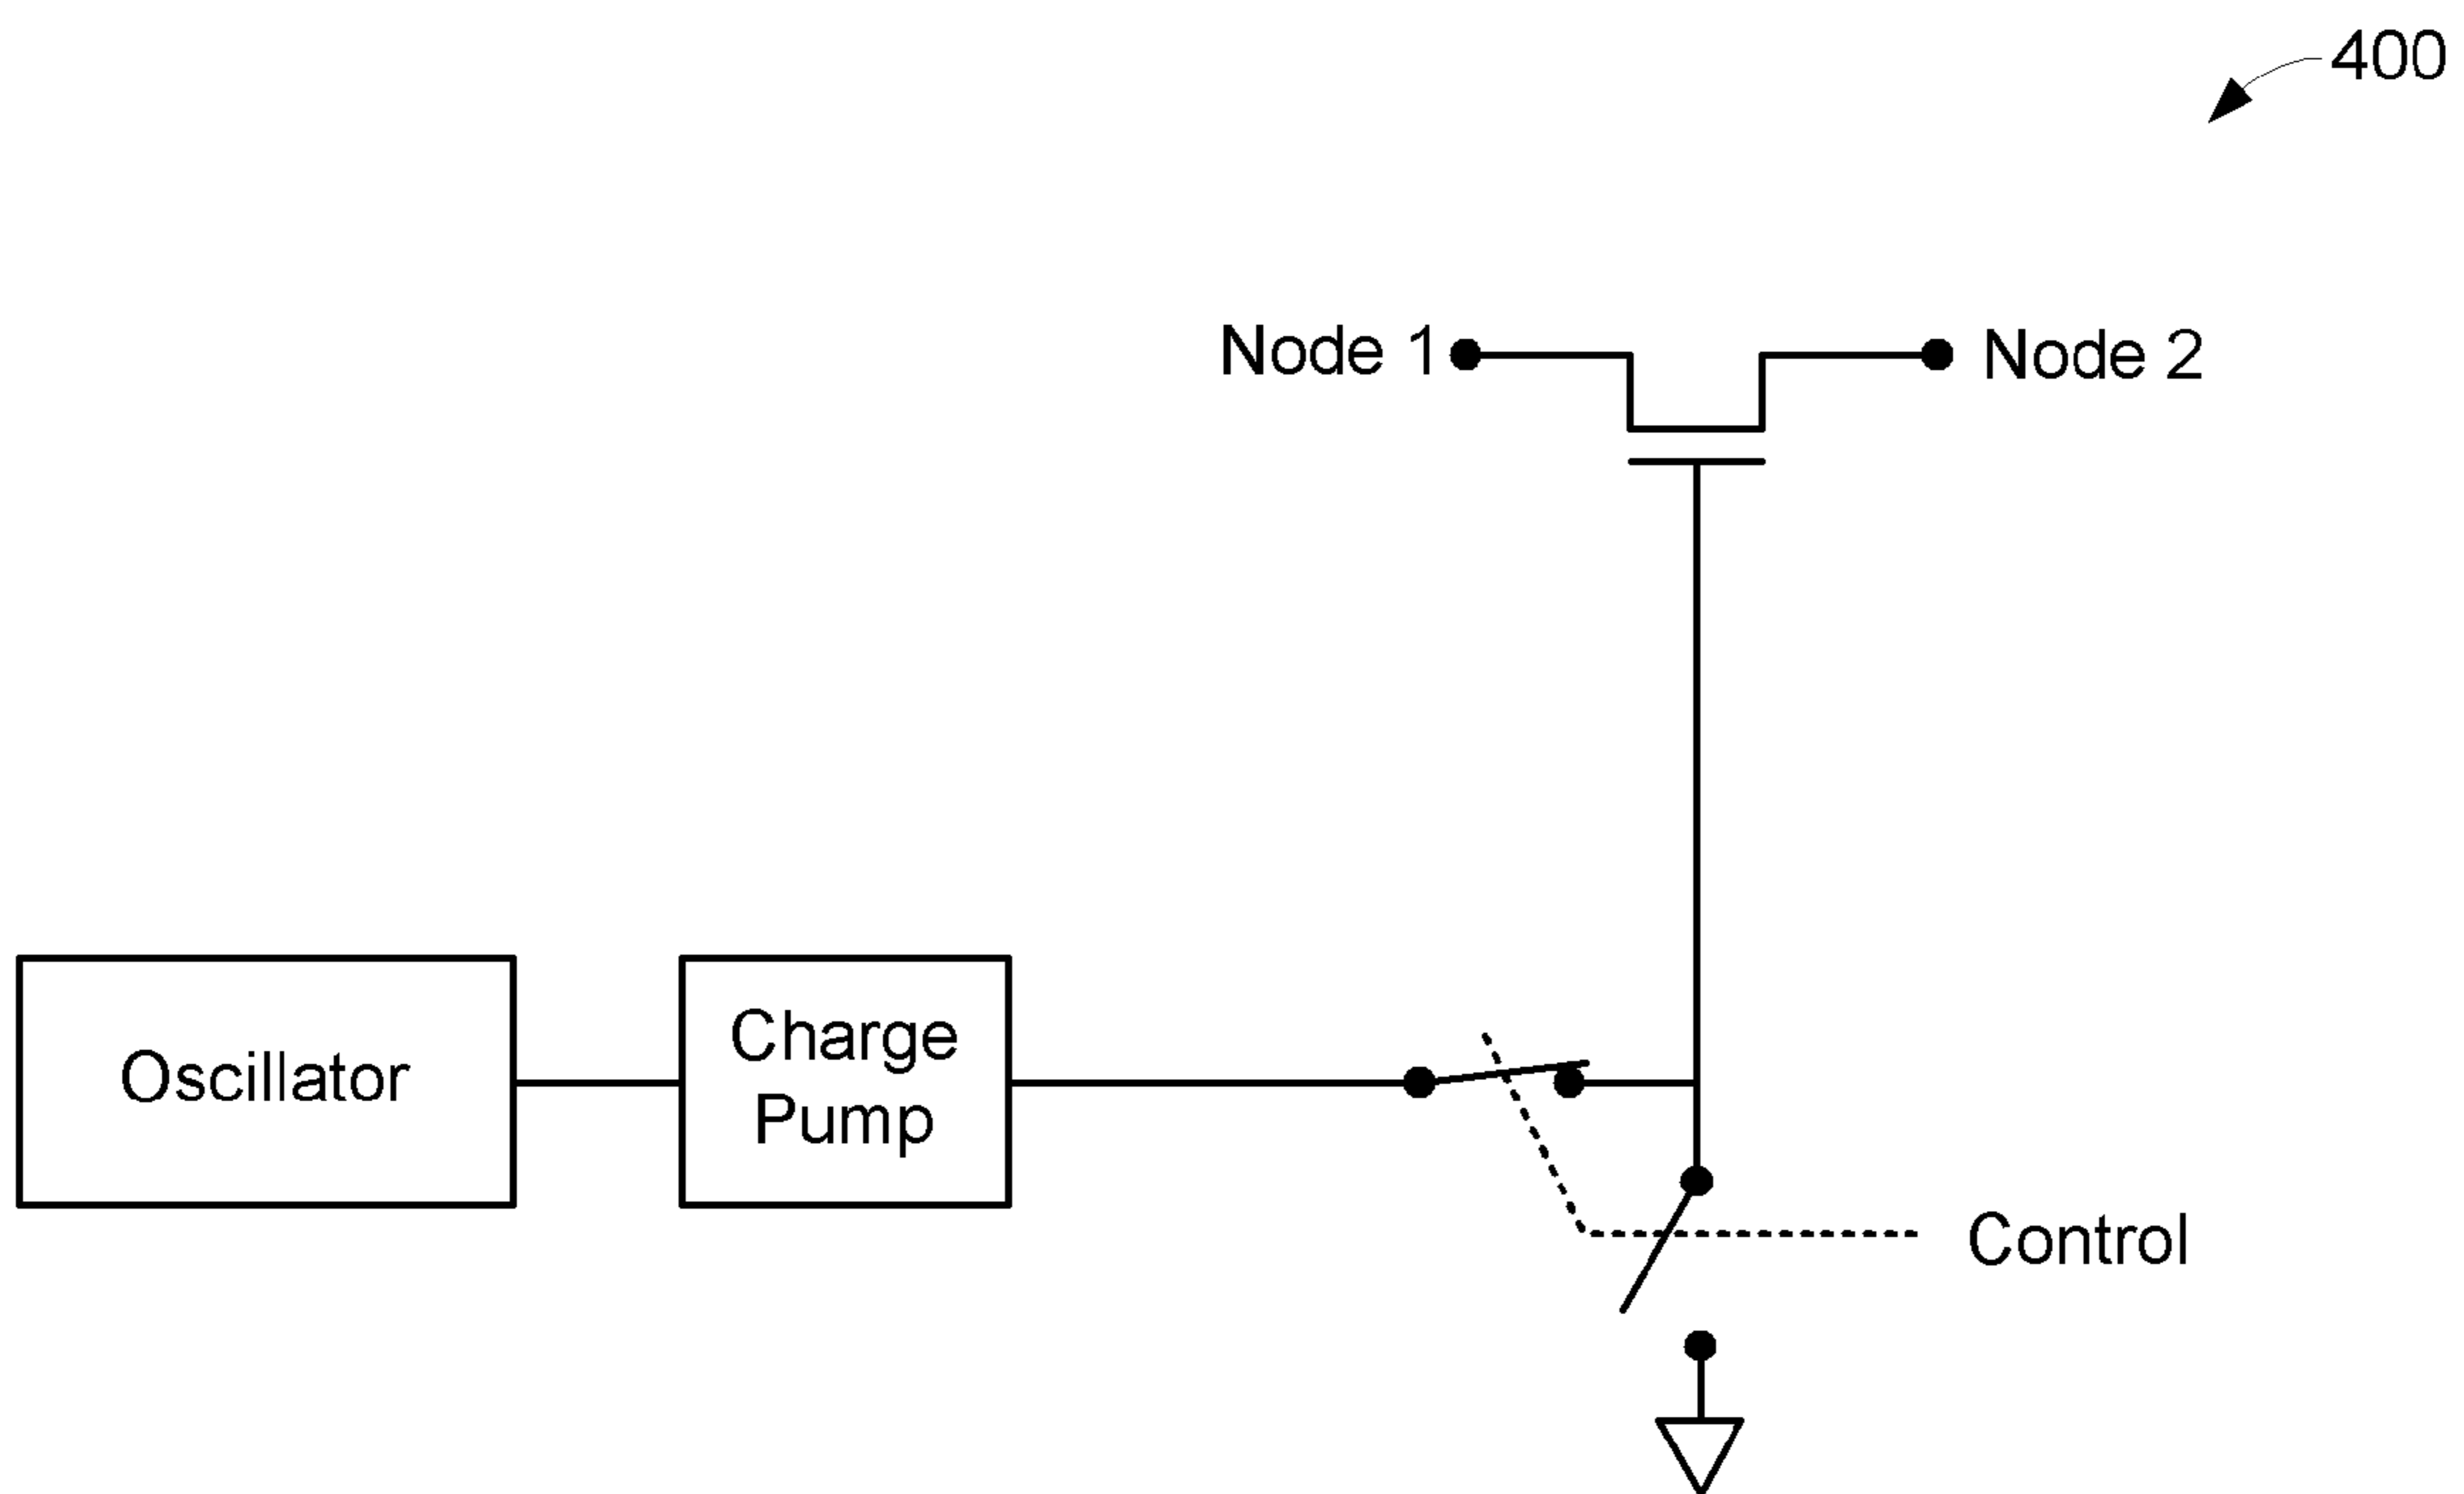 400
Node 1
Node 2
Oscillator
Charge
Pump
Control